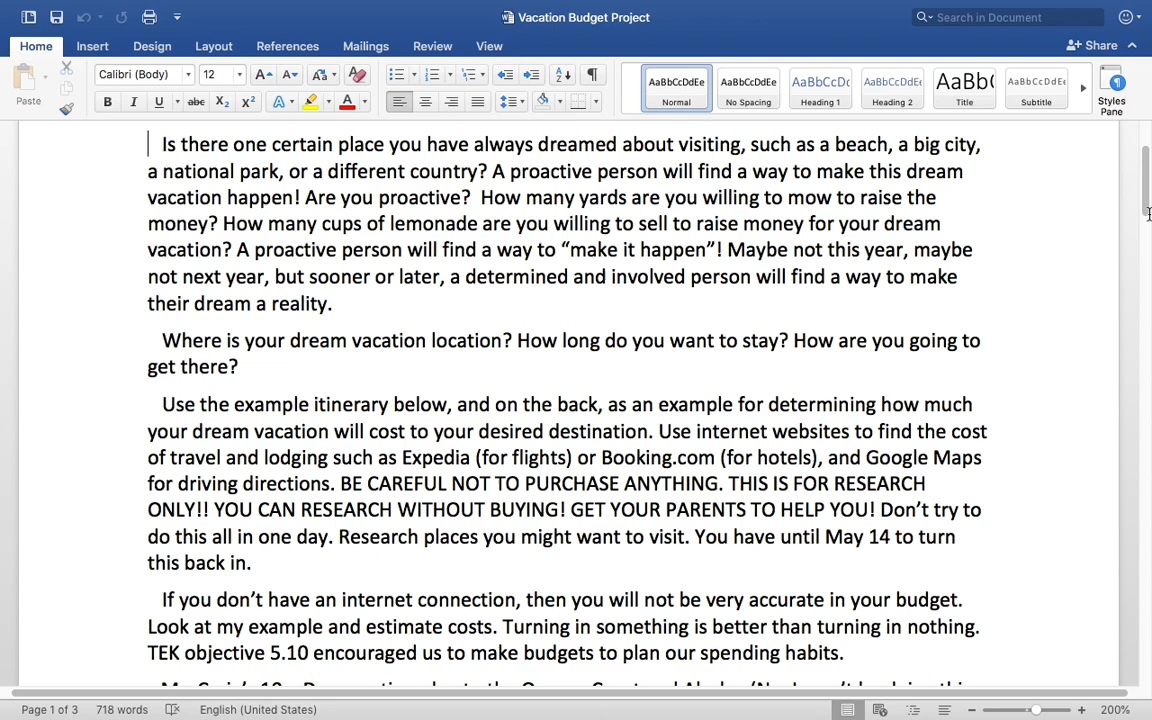 Vacation Budget Project
Search in Document
Home Insert Design Layout References Mailings Review View Share
Paste Calibri (Body) 12 AaBbCcDdEe Normal AaBbCcDdEe No Spacing AaBbCcDc Heading 1 AaBbCcDdEe Heading 2 AaBb( Title AaBbCcDdEe Subtitle Styles Pane
Is there one certain place you have always dreamed about visiting, such as a beach, a big city,
a national park, or a different country? A proactive person will find a way to make this dream
vacation happen! Are you proactive?  How many yards are you willing to mow to raise the
money? How many cups of lemonade are you willing to sell to raise money for your dream
vacation? A proactive person will find a way to “make it happen”! Maybe not this year, maybe
not next year, but sooner or later, a determined and involved person will find a way to make
their dream a reality.
Where is your dream vacation location? How long do you want to stay? How are you going to
get there?
Use the example itinerary below, and on the back, as an example for determining how much
your dream vacation will cost to your desired destination. Use internet websites to find the cost
of travel and lodging such as Expedia (for flights) or Booking.com (for hotels), and Google Maps
for driving directions. BE CAREFUL NOT TO PURCHASE ANYTHING. THIS IS FOR RESEARCH
ONLY!! YOU CAN RESEARCH WITHOUT BUYING! GET YOUR PARENTS TO HELP YOU! Don’t try to
do this all in one day. Research places you might want to visit. You have until May 14 to turn
this back in.
If you don’t have an internet connection, then you will not be very accurate in your budget.
Look at my example and estimate costs. Turning in something is better than turning in nothing.
TEK objective 5.10 encouraged us to make budgets to plan our spending habits.
Page 1 of 3 718 words English (United States) 200%